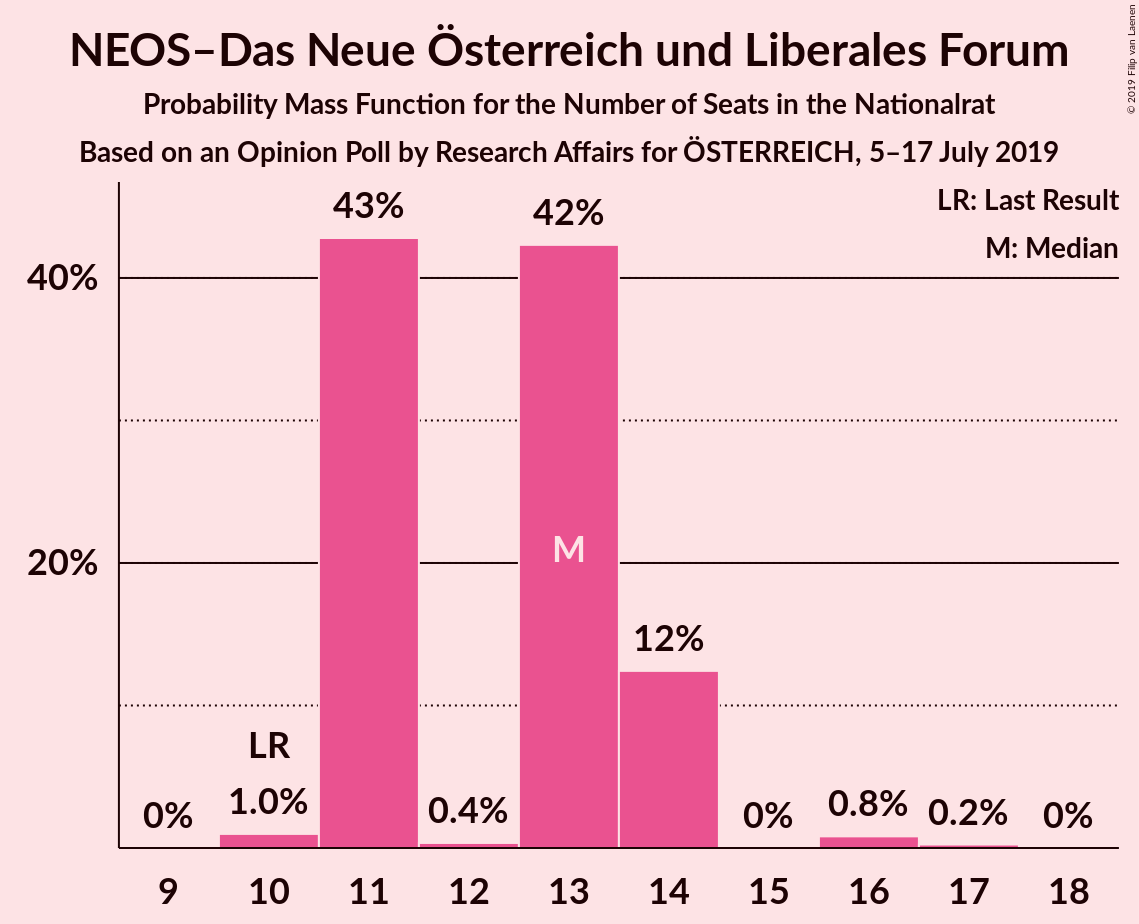 NEOS–Das Neue Österreich und Liberales Forum
Probability Mass Function for the Number of Seats in the Nationalrat
Based on an Opinion Poll by Research Affairs for ÖSTERREICH, 5–17 July 2019
© 2019 Filip van Laenen
LR: Last Result
M: Median
43%
42%
40%
M
20%
12%
LR
0%
1.0%
0.4%
0%
0.8%
0.2%
0%
9
10
11
12
13
14
15
16
17
18